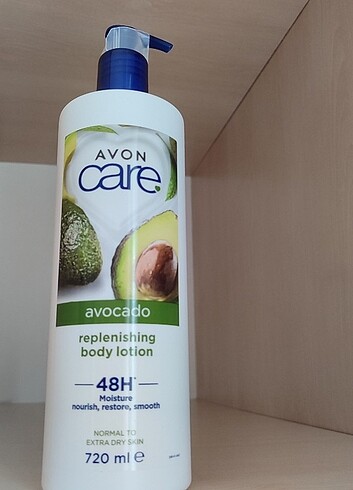 AVON
care
avocado
replenishing
body lotion
48H*
Moisture
nourish, restore, smooth
NORMAL TO
EXTRA DRY SKIN
720 ml e